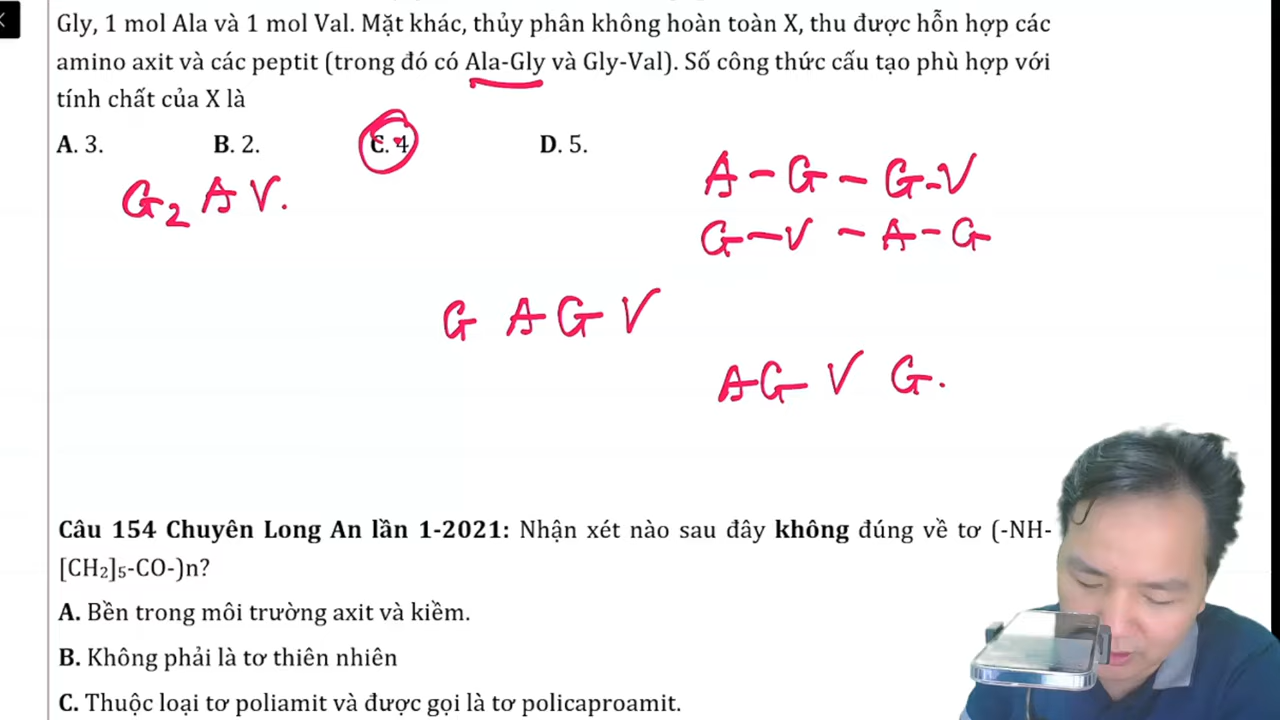 Gly, 1 mol Ala và 1 mol Val. Mặt khác, thủy phân không hoàn toàn X, thu được hỗn hợp các
amino axit và các peptit (trong đó có Ala-Gly và Gly-Val). Số công thức cấu tạo phù hợp với
tính chất của X là
A. 3. B. 2. C. 4 D. 5.
G₂ A V.
A - G - G - V
G - V - A - G
G A G V
A G V G.
Câu 154 Chuyên Long An lần 1-2021: Nhận xét nào sau đây không đúng về tơ (-NH-
[CH₂]₅-CO-)n?
A. Bền trong môi trường axit và kiềm.
B. Không phải là tơ thiên nhiên
C. Thuộc loại tơ poliamit và được gọi là tơ policaproamit.